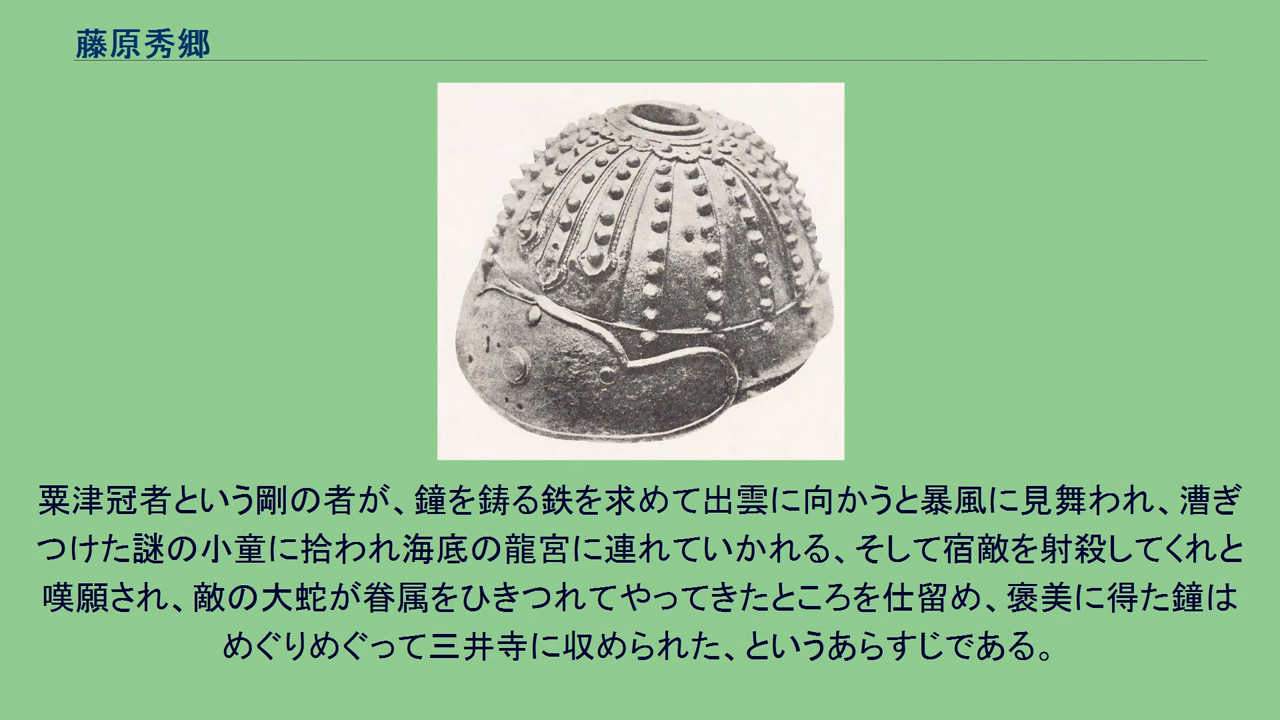 藤原秀郷
粟津冠者という剛の者が、鐘を鋳る鉄を求めて出雲に向かうと暴風に見舞われ、漕ぎ
つけた謎の小童に拾われ海底の龍宮に連れていかれる、そして宿敵を射殺してくれと
嘆願され、敵の大蛇が眷属をひきつれてやってきたところを仕留め、褒美に得た鐘は
めぐりめぐって三井寺に収められた、というあらすじである。